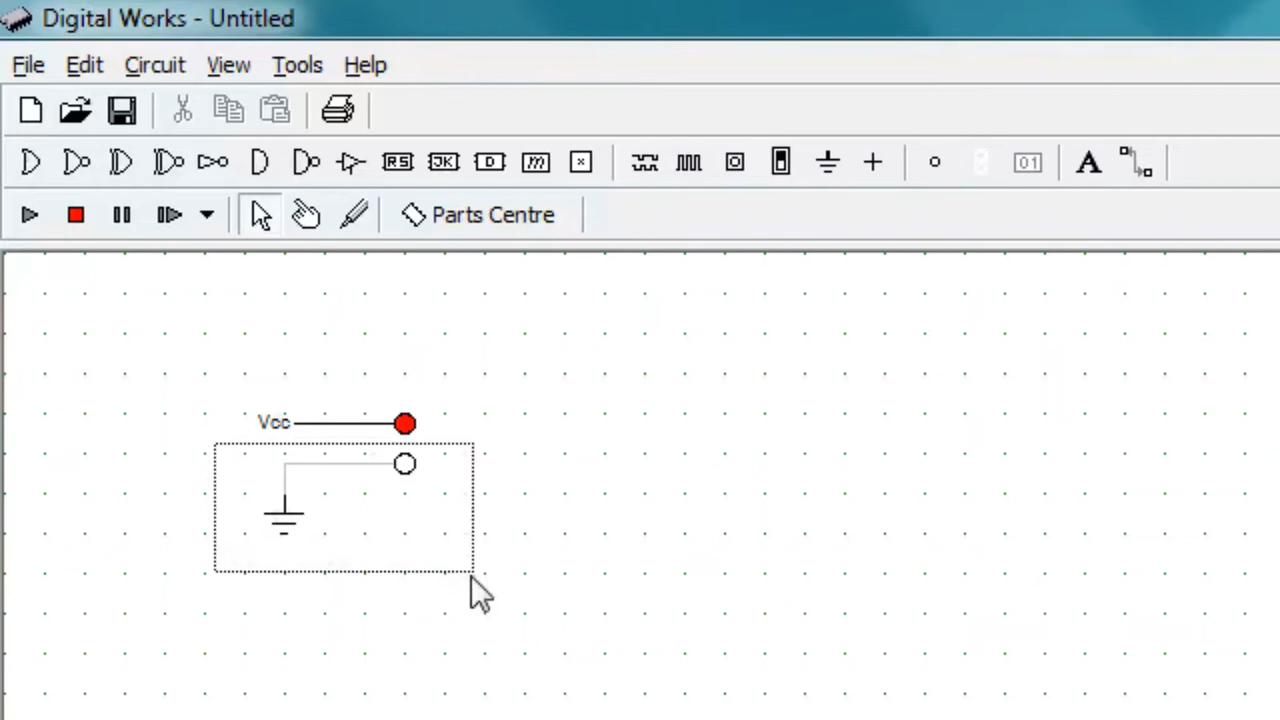 Digital Works - Untitled
File Edit Circuit View Tools Help
RS JK D m x 01 A
Parts Centre
Vcc